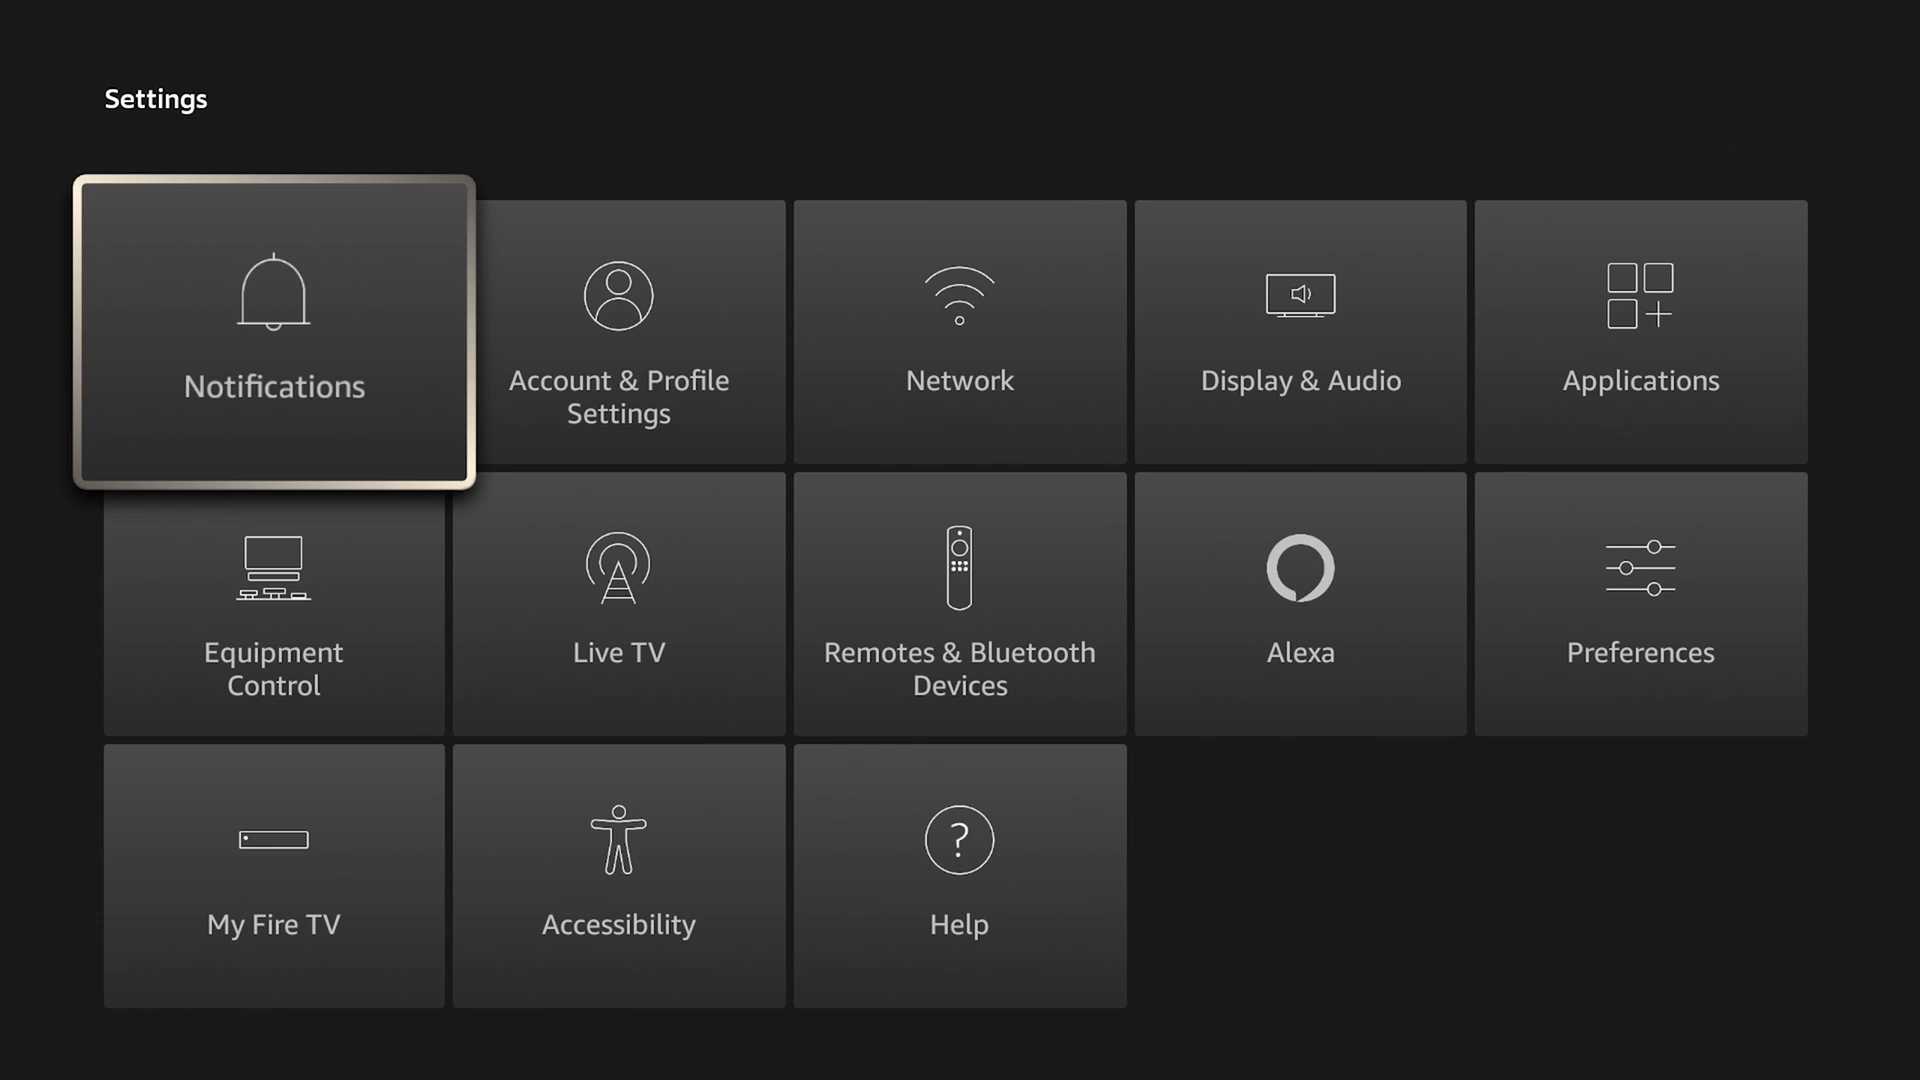 Settings
Notifications
Account & Profile
Settings
Network
Display & Audio
Applications
Equipment
Control
Live TV
Remotes & Bluetooth
Devices
Alexa
Preferences
My Fire TV
Accessibility
?
Help